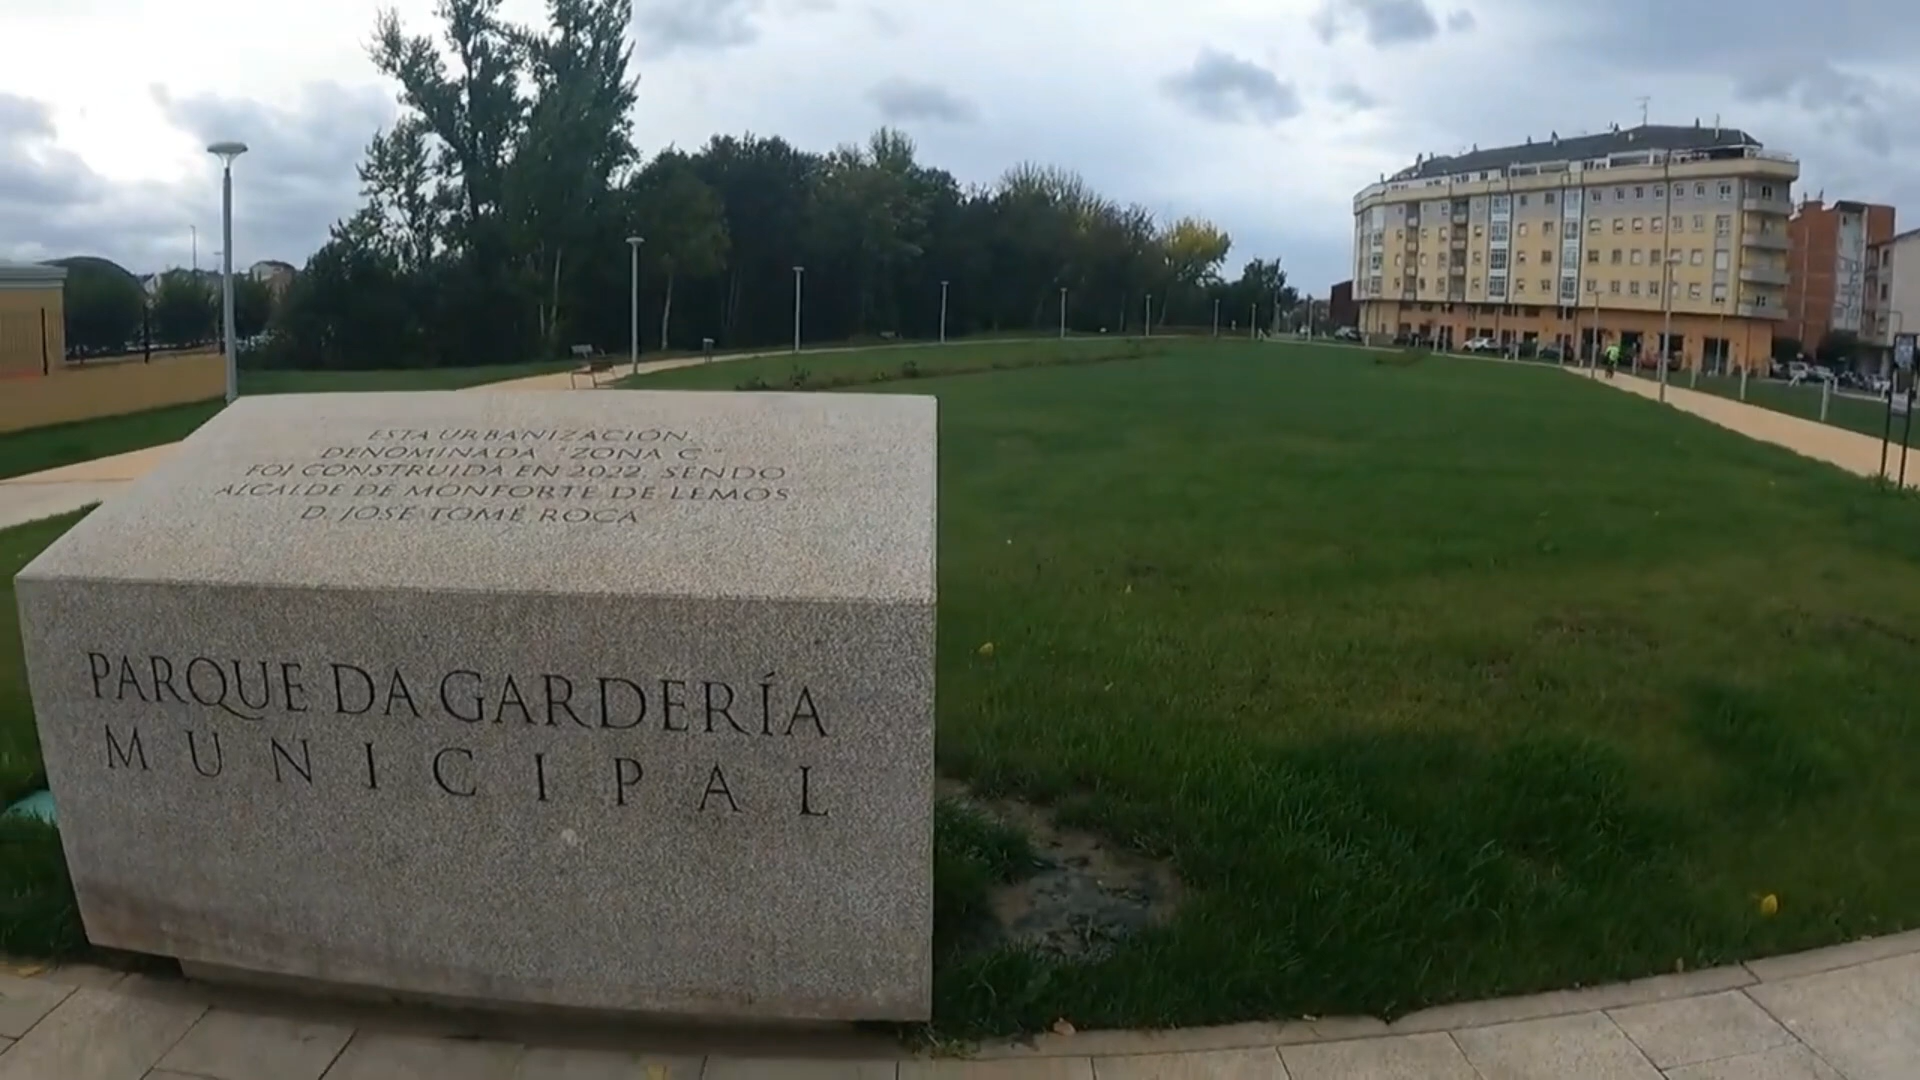 ESTA URBANIZACIÓN,
DENOMINADA "ZONA C"
FOI CONSTRUIDA EN 2022, SENDO
ALCALDE DE MONFORTE DE LEMOS
D. JOSÉ TOMÉ ROCA
PARQUE DA GARDERÍA
MUNICIPAL